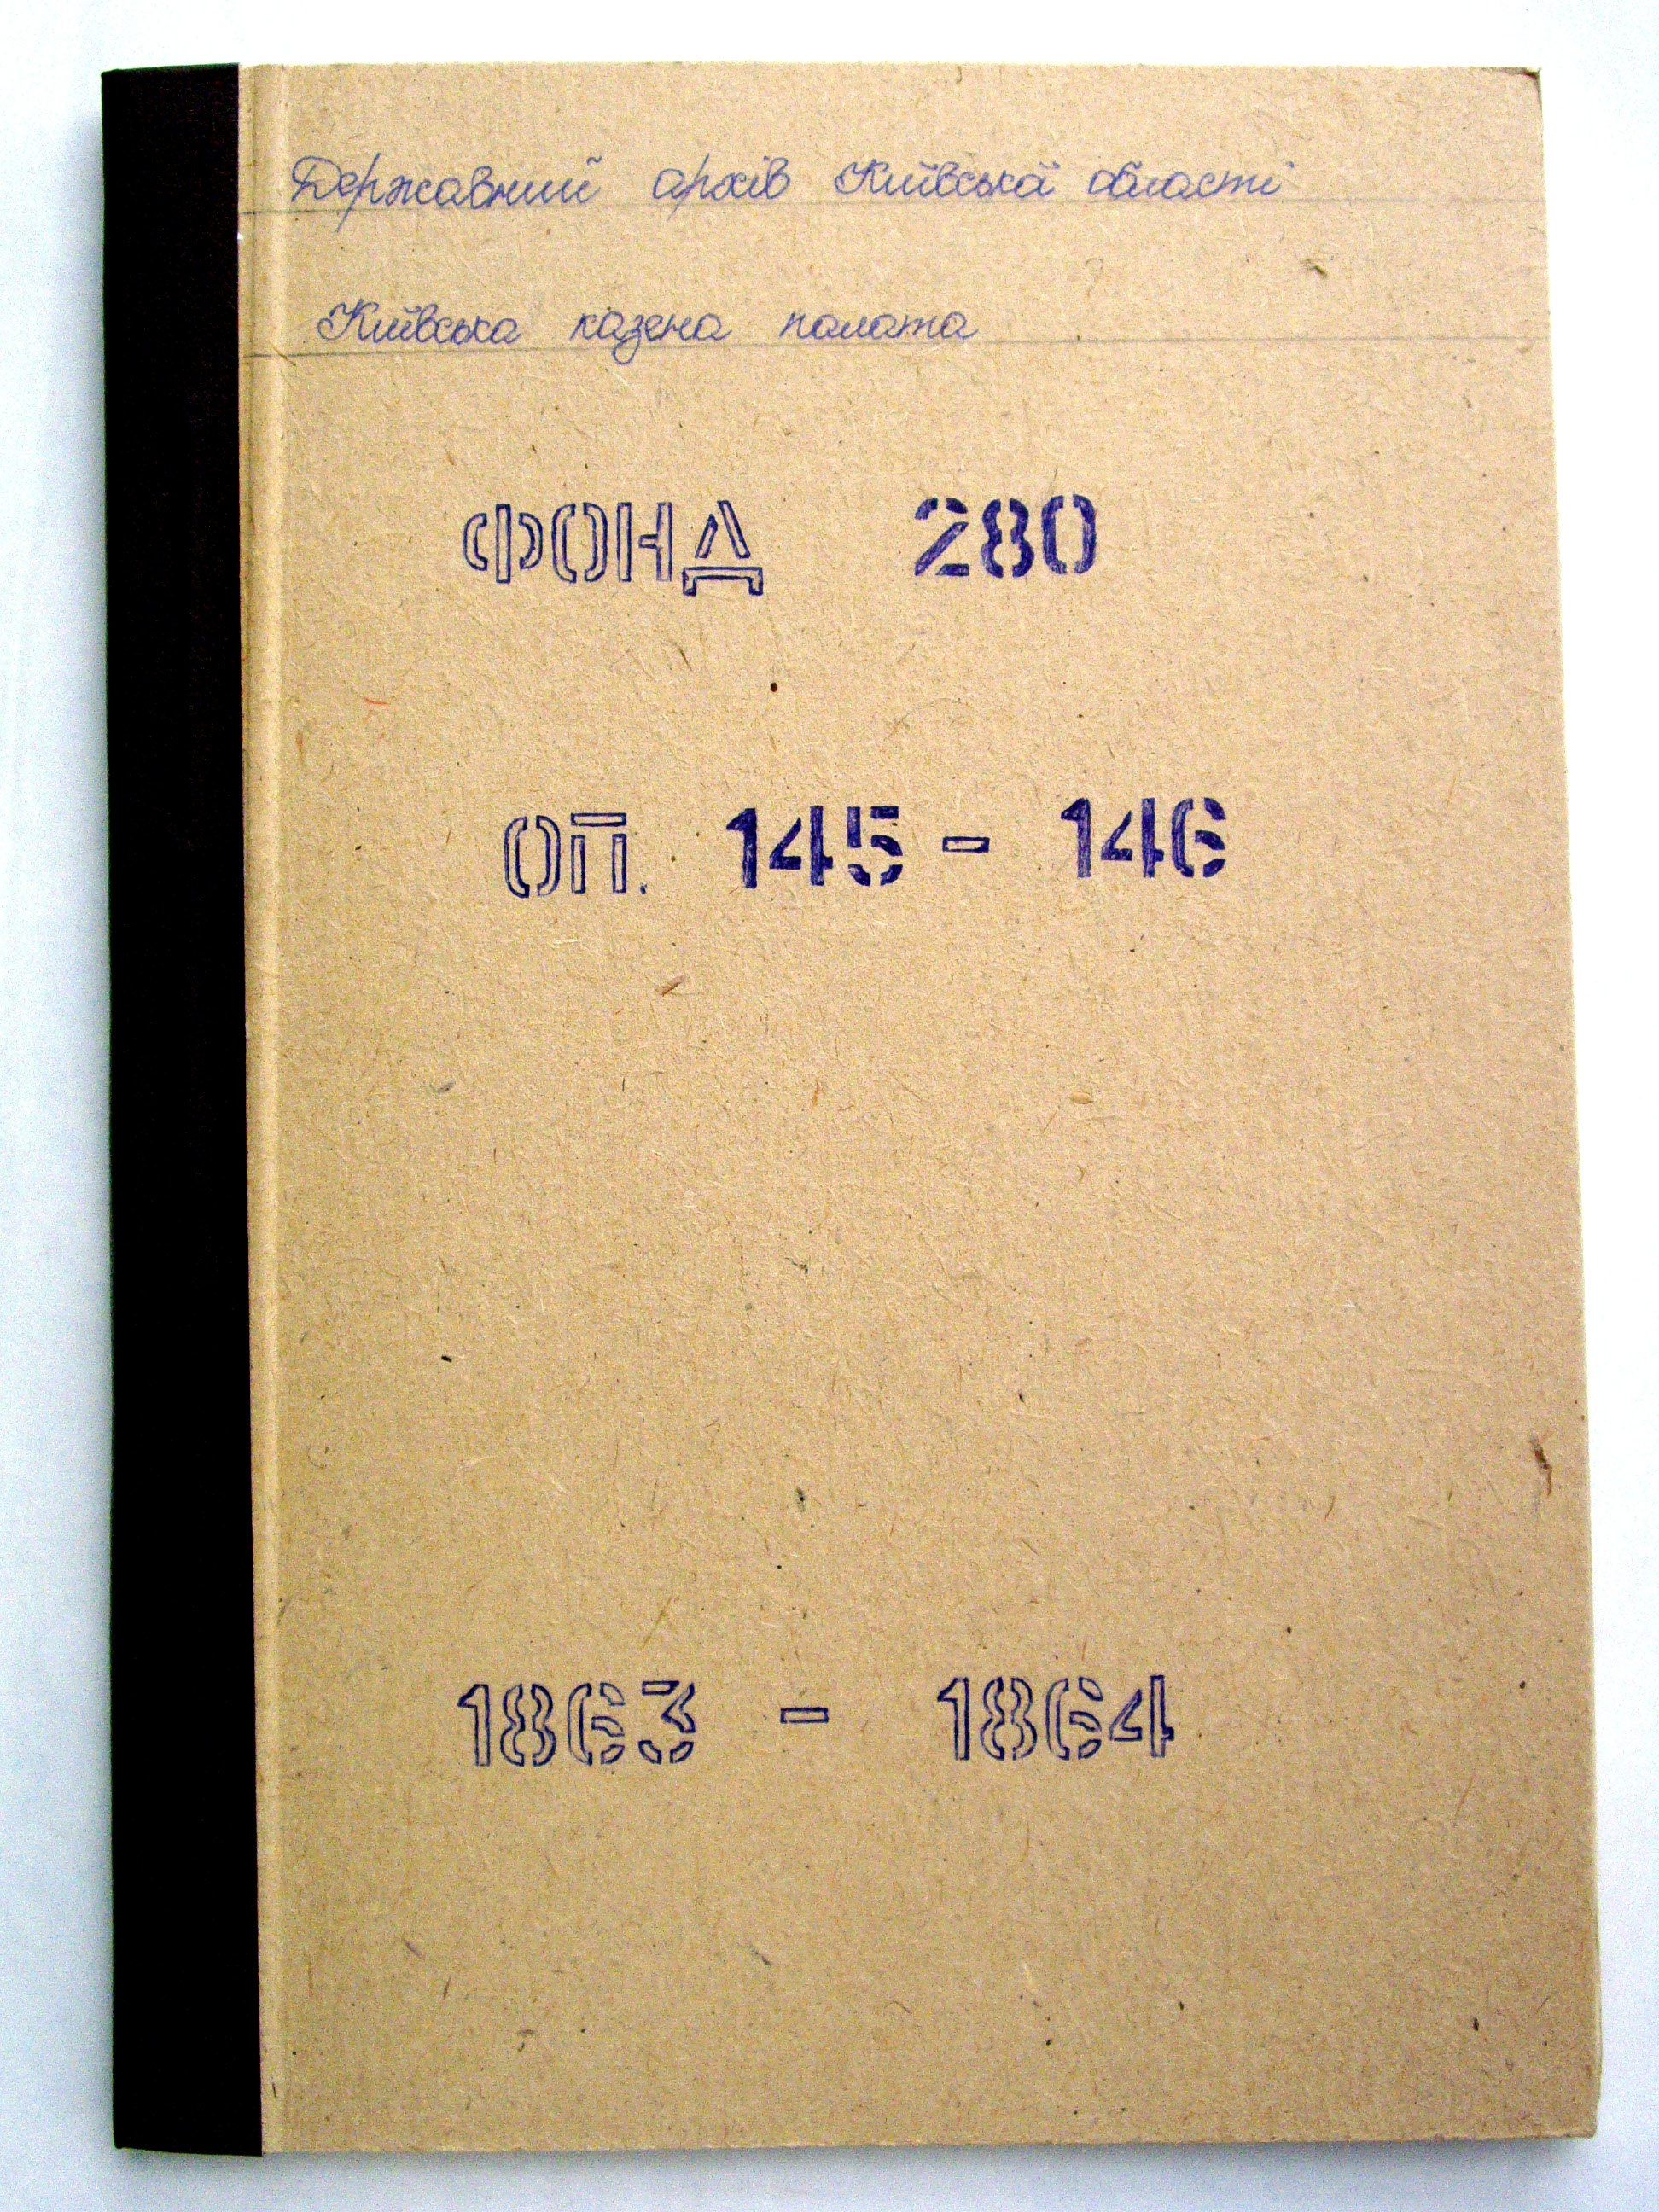 Державний архів Київської області
Київська казена палата
ФОНД 280
ОП. 145 - 146
1863 - 1864